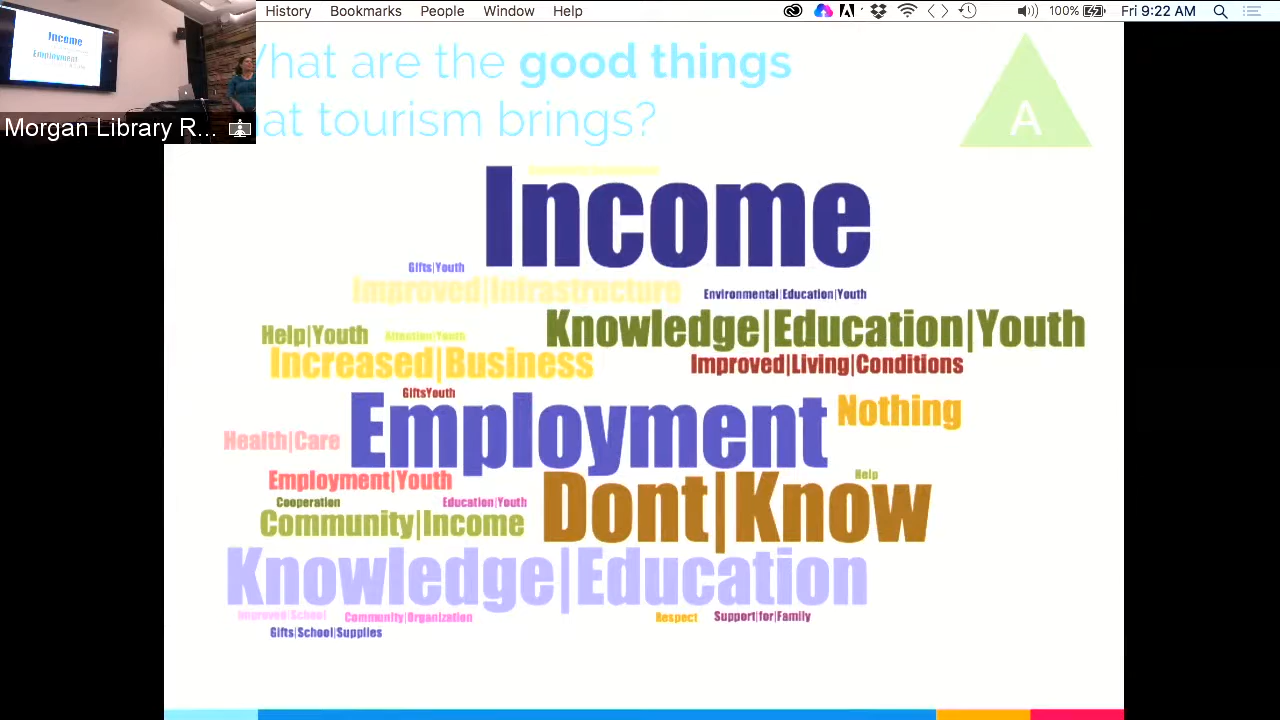 History Bookmarks People Window Help 100% Fri 9:22 AM
Income
Employment
Morgan Library R...
hat are the good things
hat tourism brings?
A
Income
Gifts|Youth
Improved|Infrastructure
Environmental|Education|Youth
Help|Youth
Attention|Youth
Knowledge|Education|Youth
Increased|Business
Improved|Living|Conditions
GiftsYouth
Employment
Nothing
Health|Care
Employment|Youth
Help
Cooperation
Education|Youth
Dont|Know
Community|Income
Knowledge|Education
Improved|School
Community|Organization
Respect
Support|for|Family
Gifts|School|Supplies